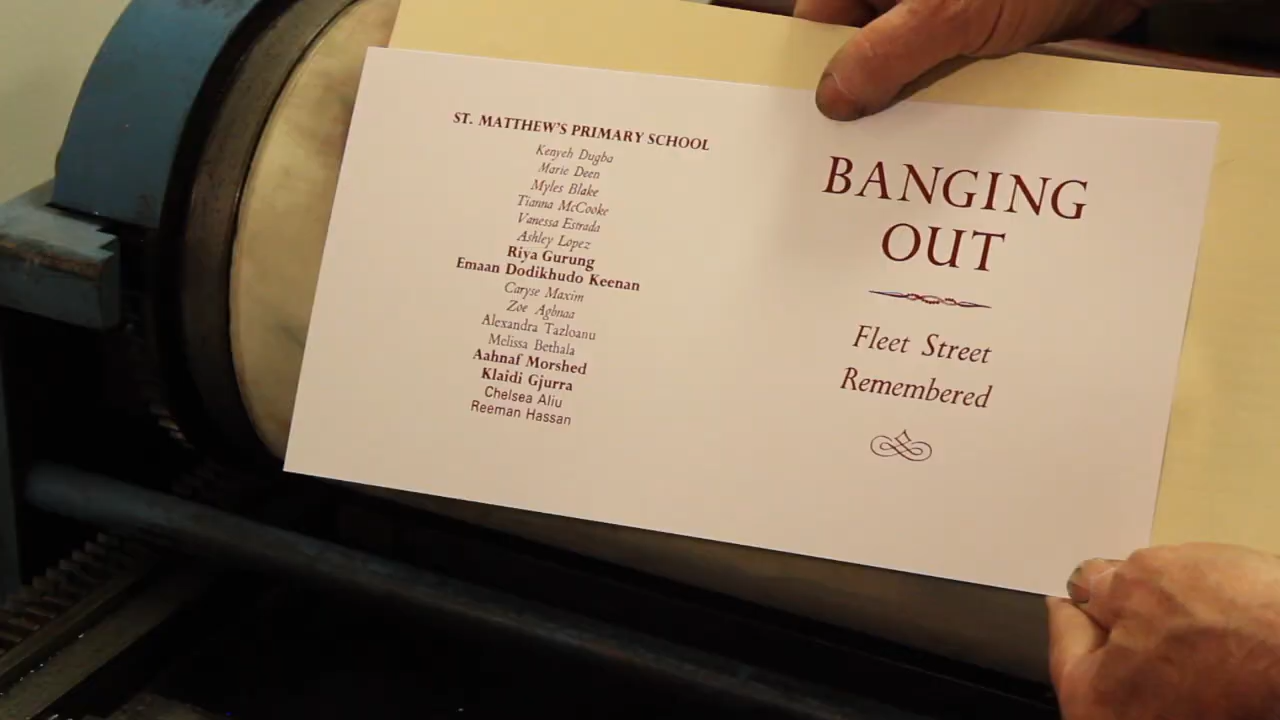 ST. MATTHEW'S PRIMARY SCHOOL
Kenyeh Dugba
Marie Deen
Myles Blake
Tianna McCooke
Vanessa Estrada
Ashley Lopez
Riya Gurung
Emaan Dodikhudo Keenan
Caryse Maxim
Zoe Agbnaa
Alexandra Tazloanu
Melissa Bethala
Aahnaf Morshed
Klaidi Gjurra
Chelsea Aliu
Reeman Hassan
BANGING
OUT
Fleet Street
Remembered